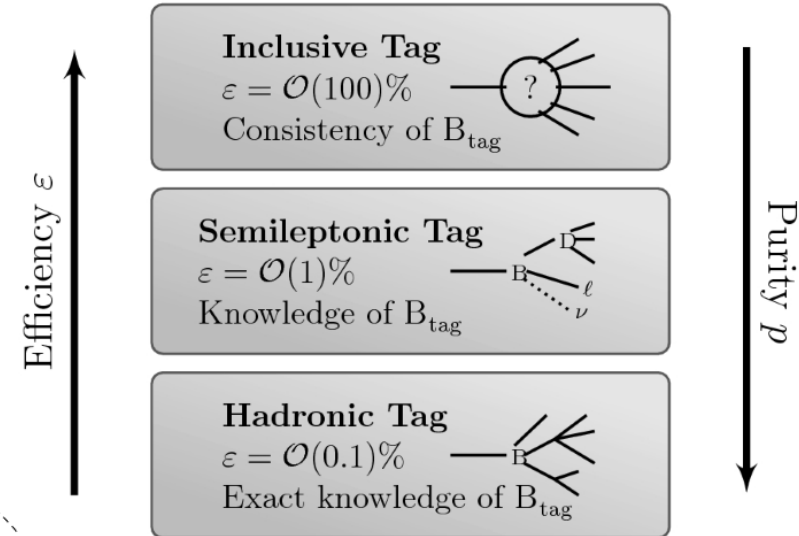 Inclusive Tag
ε = O(100)%
Consistency of B_tag
?
Semileptonic Tag
ε = O(1)%
Knowledge of B_tag
B
D
ℓ
ν
Hadronic Tag
ε = O(0.1)%
Exact knowledge of B_tag
B
Efficiency ε
Purity p